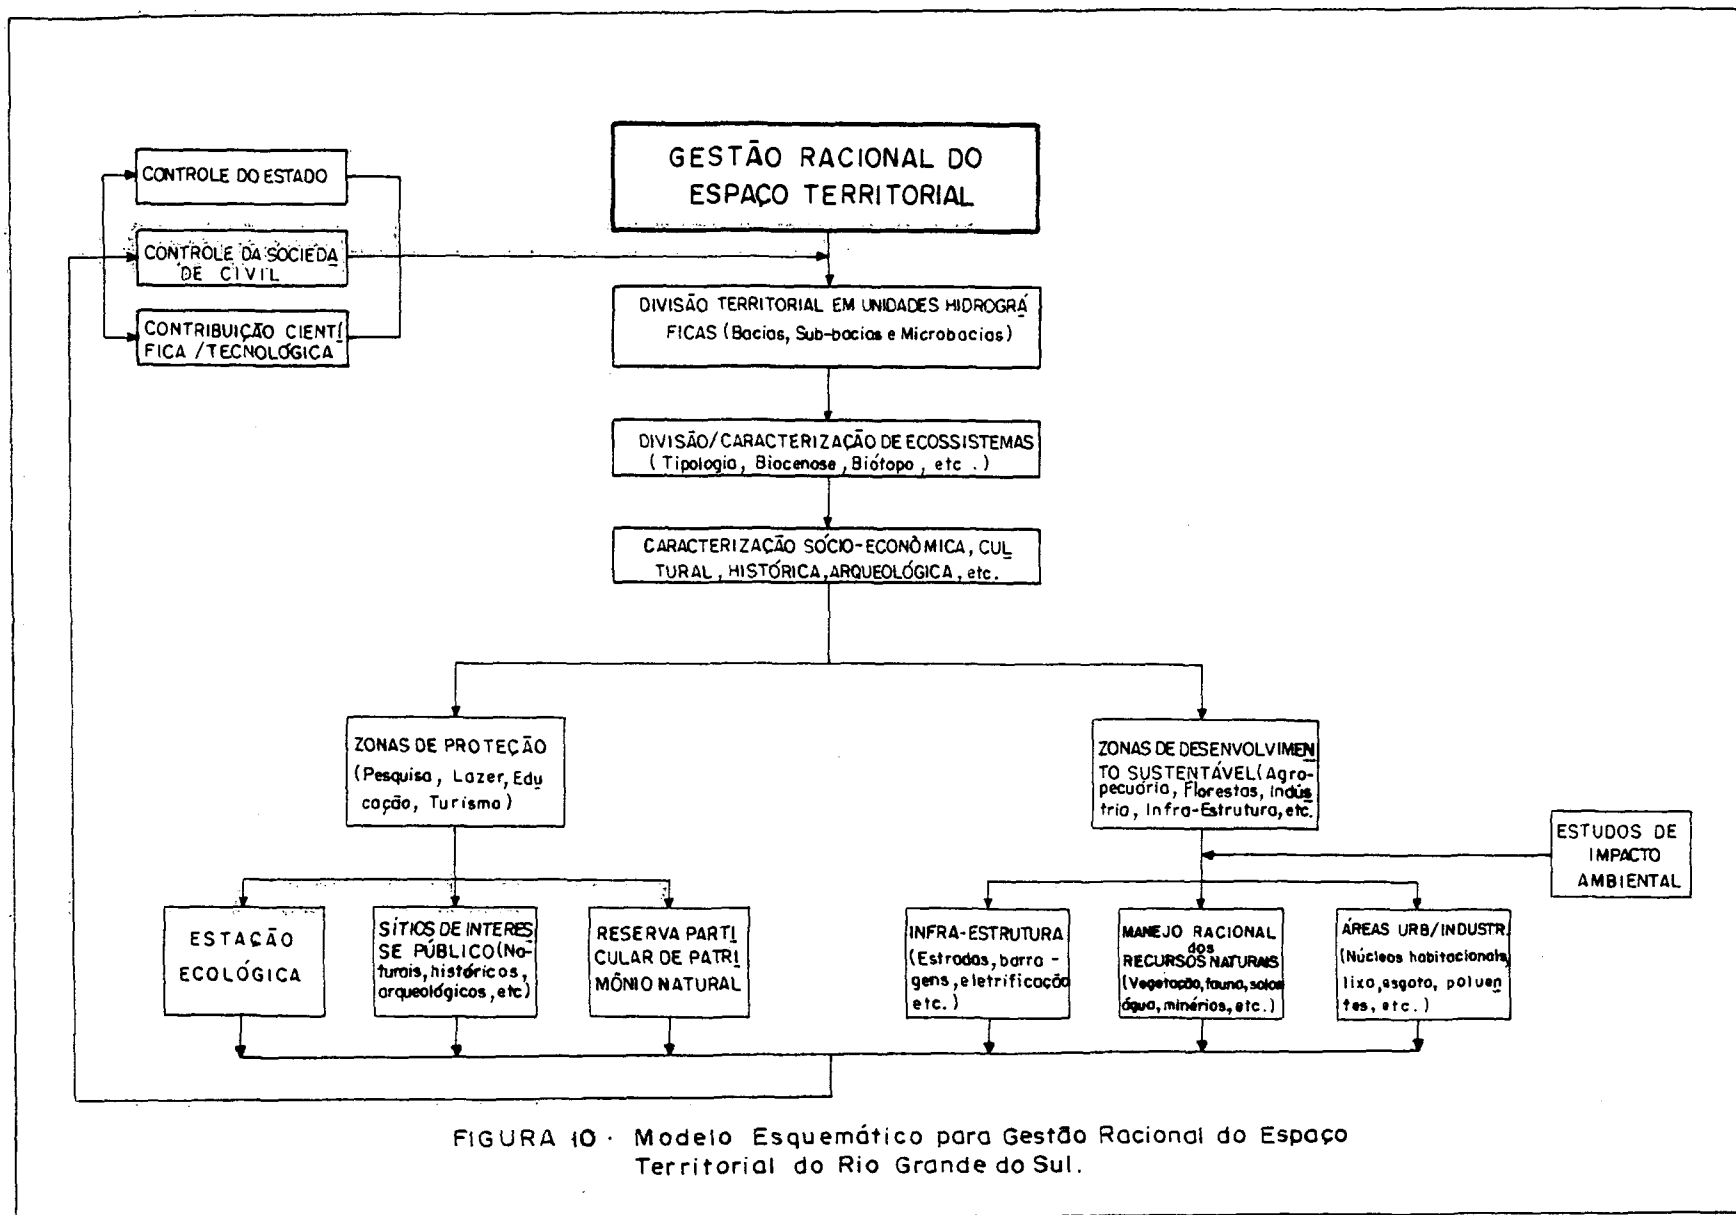 GESTÃO RACIONAL DO
ESPAÇO TERRITORIAL
CONTROLE DO ESTADO
CONTROLE DA SOCIEDA
DE CIVIL
CONTRIBUIÇÃO CIENTÍ
FICA / TECNOLÓGICA
DIVISÃO TERRITORIAL EM UNIDADES HIDROGRÁ
FICAS (Bacias, Sub-bacias e Microbacias)
DIVISÃO/CARACTERIZAÇÃO DE ECOSSISTEMAS
( Tipologia, Biocenose, Biótopo, etc .)
CARACTERIZAÇÃO SÓCIO-ECONÔMICA, CUL
TURAL, HISTÓRICA, ARQUEOLÓGICA, etc.
ZONAS DE PROTEÇÃO
(Pesquisa, Lazer, Edu
cação, Turismo)
ZONAS DE DESENVOLVIMEN
TO SUSTENTÁVEL (Agro-
pecuária, Florestas, Indús
tria, Infra-Estrutura, etc.
ESTUDOS DE
IMPACTO
AMBIENTAL
ESTAÇÃO
ECOLÓGICA
SÍTIOS DE INTERES
SE PÚBLICO (Na-
turais, históricos,
arqueológicos, etc)
RESERVA PARTI
CULAR DE PATRI
MÔNIO NATURAL
INFRA-ESTRUTURA
(Estradas, barra -
gens, eletrificação
etc.)
MANEJO RACIONAL
dos
RECURSOS NATURAIS
(Vegetação, fauna, solos
água, minérios, etc.)
ÁREAS URB/INDUSTR.
(Núcleos habitacionais,
lixo, esgoto, poluen
tes, etc.)
FIGURA 10 · Modelo Esquemático para Gestão Racional do Espaço
Territorial do Rio Grande do Sul.